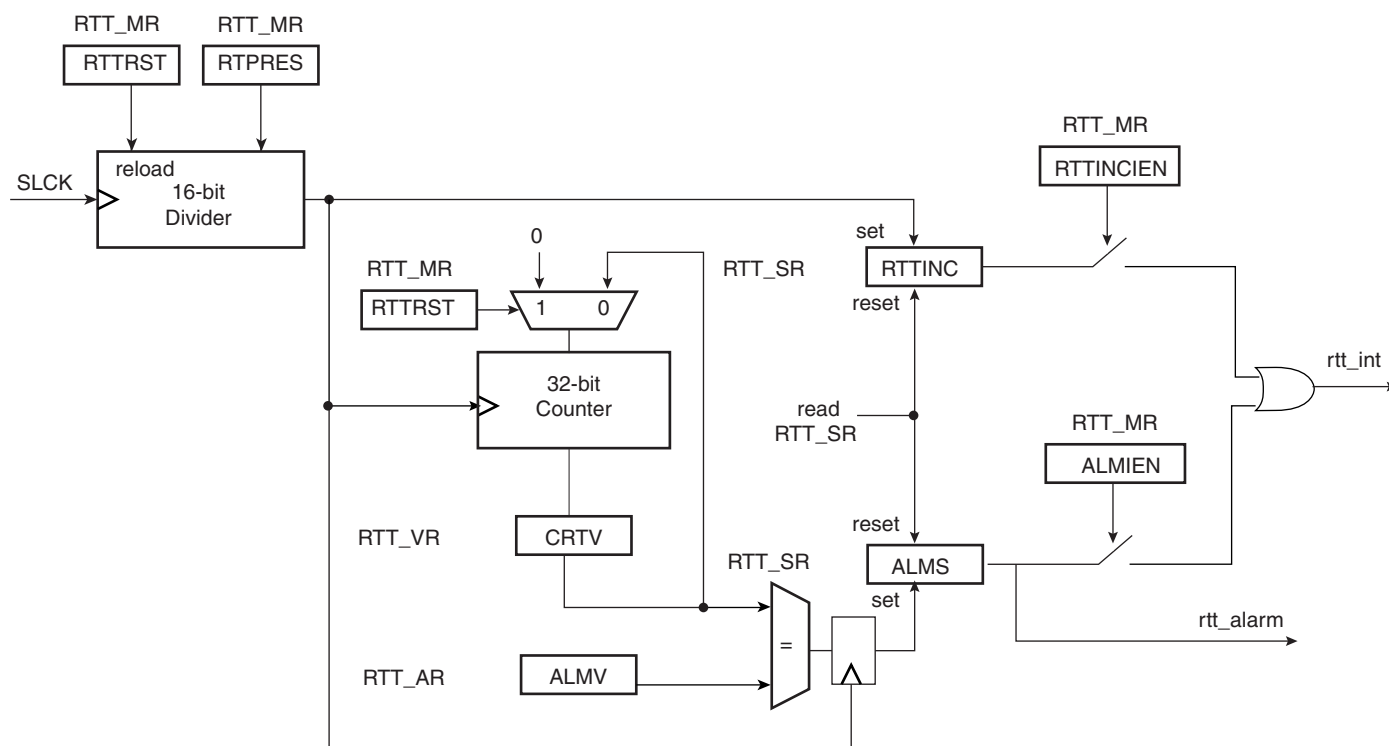 RTT_MR
RTT_MR
RTTRST
RTPRES
SLCK
reload
16-bit
Divider
RTT_MR
RTTINCIEN
0
set
RTT_MR
RTT_SR
RTTINC
RTTRST
1
0
reset
32-bit
Counter
rtt_int
read
RTT_SR
RTT_MR
ALMIEN
reset
RTT_VR
CRTV
RTT_SR
ALMS
set
rtt_alarm
=
RTT_AR
ALMV